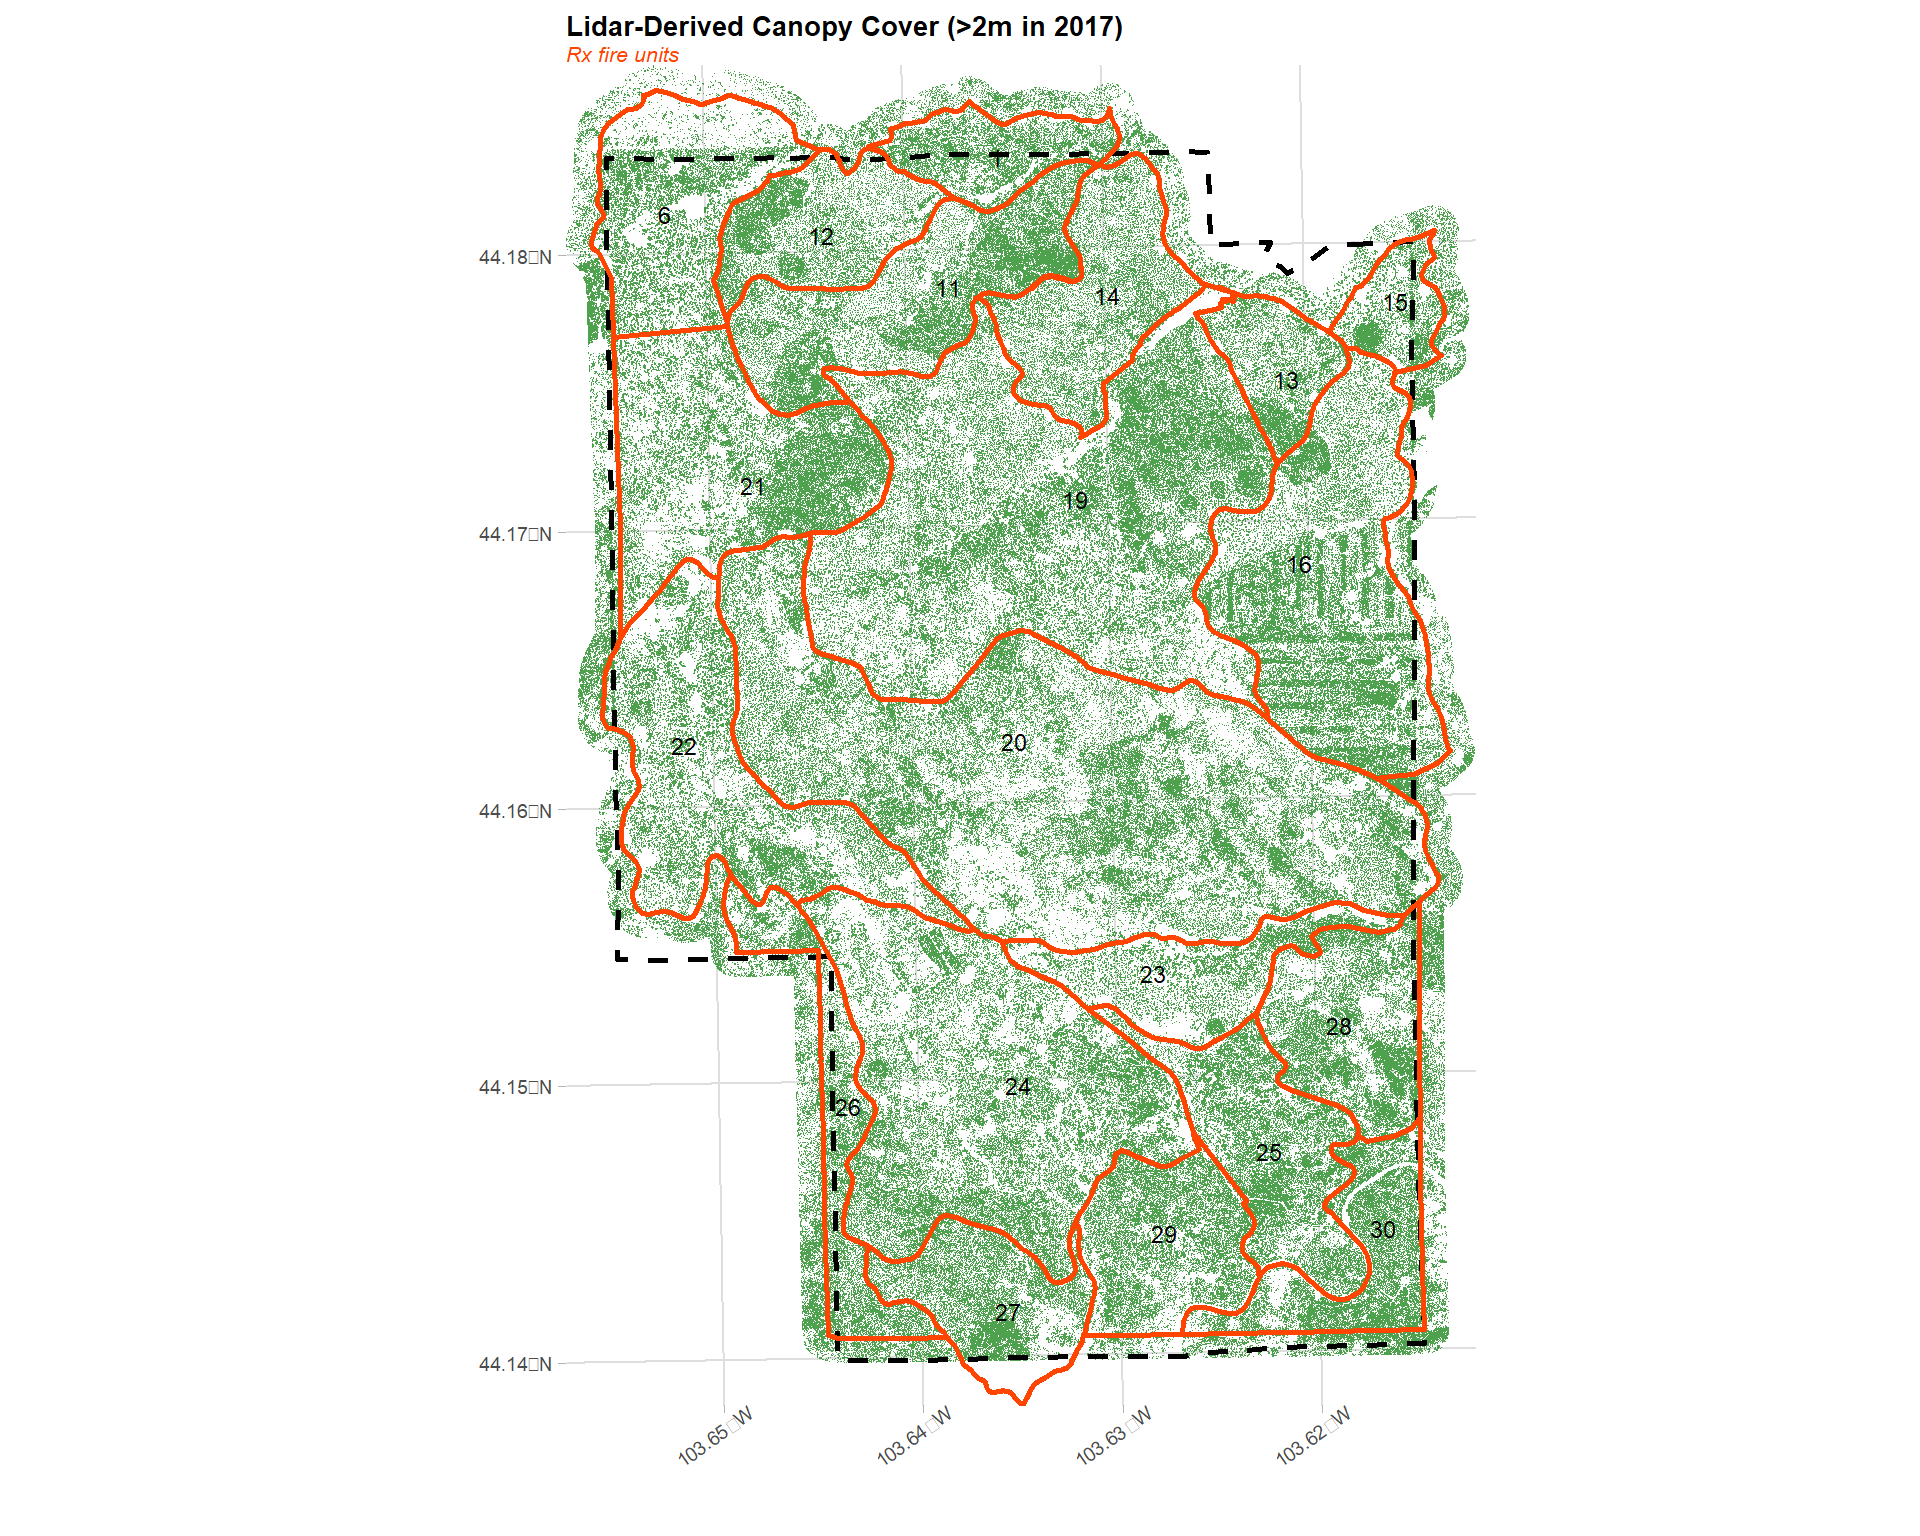 Lidar-Derived Canopy Cover (>2m in 2017)
Rx fire units
1
6
12
44.18□N
11
14
15
13
21
19
44.17□N
16
20
22
44.16□N
23
28
44.15□N
24
26
25
30
29
27
44.14□N
103.65□W
103.64□W
103.63□W
103.62□W